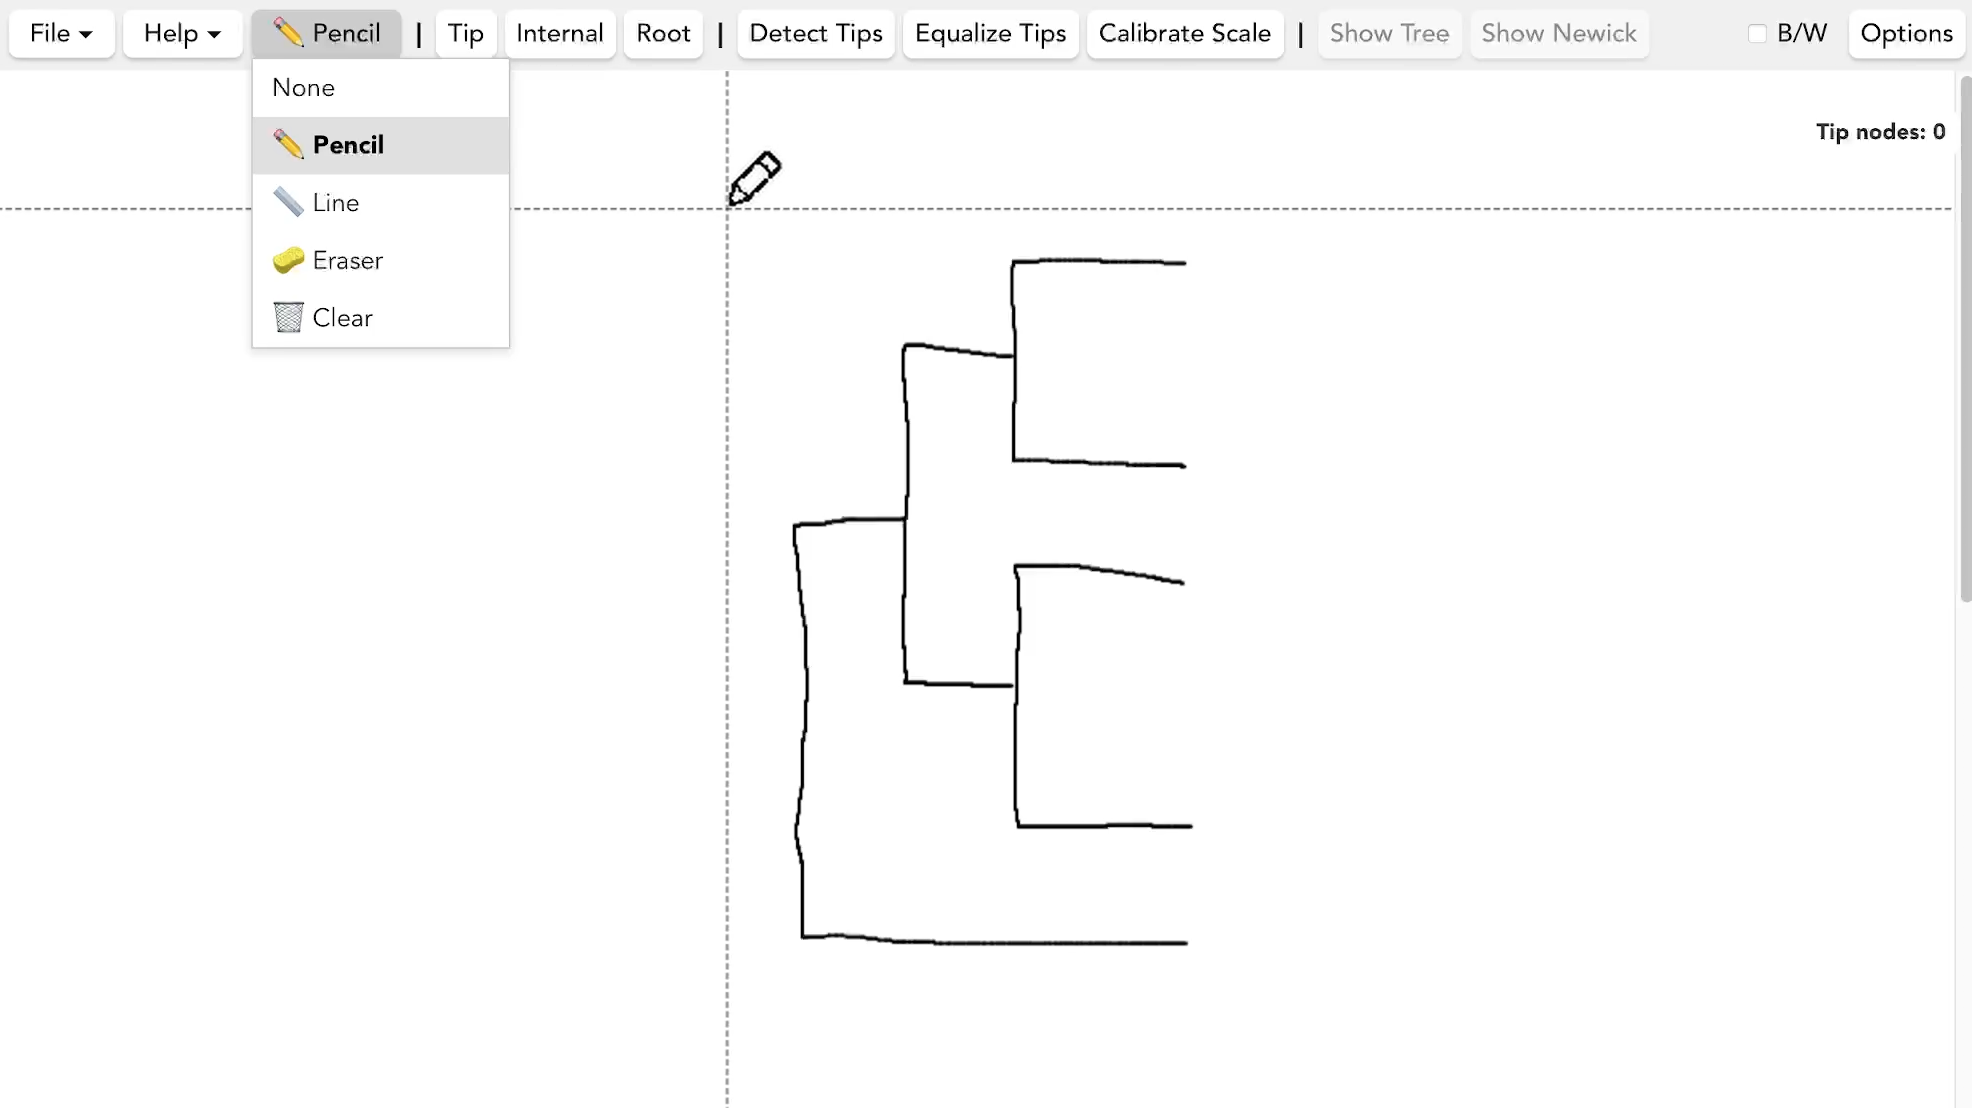 File Help Pencil | Tip Internal Root | Detect Tips Equalize Tips Calibrate Scale | Show Tree Show Newick B/W Options
None
Pencil
Line
Eraser
Clear
Tip nodes: 0